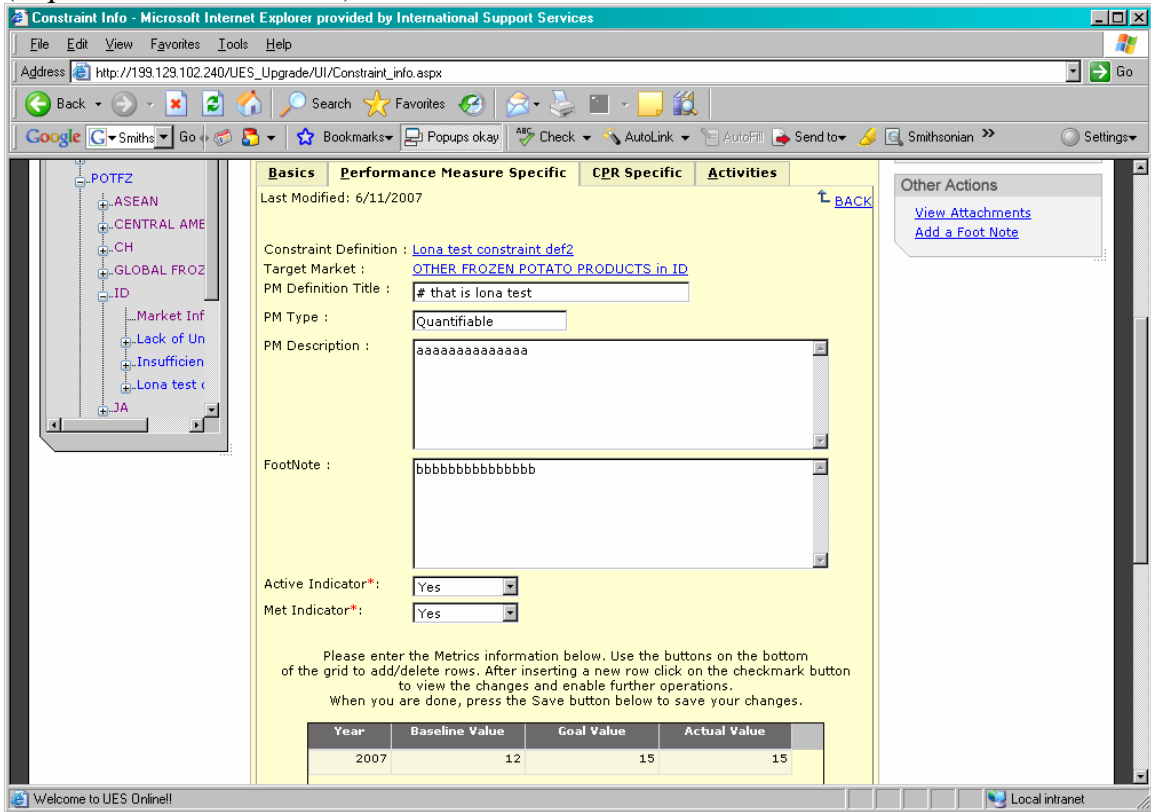 Constraint Info - Microsoft Internet Explorer provided by International Support Services
File Edit View Favorites Tools Help
Address http://199.129.102.240/UES_Upgrade/UI/Constraint_info.aspx Go
Back Search Favorites
Google G Smiths Go Bookmarks Popups okay ABC Check AutoLink AutoFill Send to Smithsonian » Settings
POTFZ
ASEAN
CENTRAL AME
CH
GLOBAL FROZ
ID
Market Inf
Lack of Un
Insufficien
Lona test
JA
Basics Performance Measure Specific CPR Specific Activities
Last Modified: 6/11/2007 BACK
Constraint Definition : Lona test constraint def2
Target Market : OTHER FROZEN POTATO PRODUCTS in ID
PM Definition Title : # that is lona test
PM Type : Quantifiable
PM Description : aaaaaaaaaaaaaa
FootNote : bbbbbbbbbbbbbbb
Active Indicator*: Yes
Met Indicator*: Yes
Please enter the Metrics information below. Use the buttons on the bottom
of the grid to add/delete rows. After inserting a new row click on the checkmark button
to view the changes and enable further operations.
When you are done, press the Save button below to save your changes.
Year Baseline Value Goal Value Actual Value
2007 12 15 15
Other Actions
View Attachments
Add a Foot Note
Welcome to UES Online!! Local intranet